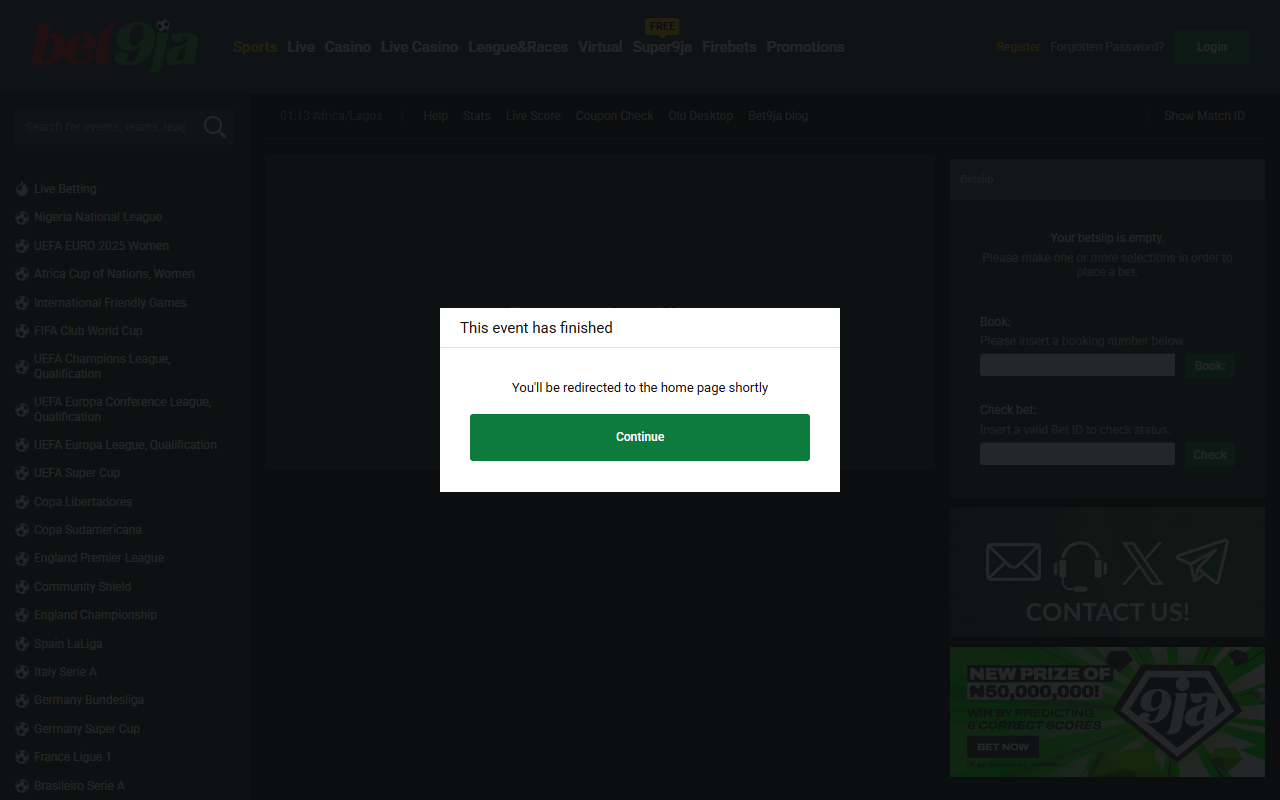 bet9ja
FREE
Sports Live Casino Live Casino League&Races Virtual Super9ja Firebets Promotions
Register Forgotten Password? Login
Search for events, teams, leag
01:13 Africa/Lagos Help Stats Live Score Coupon Check Old Desktop Bet9ja blog Show Match ID
Live Betting
Nigeria National League
UEFA EURO 2025 Women
Africa Cup of Nations, Women
International Friendly Games
FIFA Club World Cup
UEFA Champions League,
Qualification
UEFA Europa Conference League,
Qualification
UEFA Europa League, Qualification
UEFA Super Cup
Copa Libertadores
Copa Sudamericana
England Premier League
Community Shield
England Championship
Spain LaLiga
Italy Serie A
Germany Bundesliga
Germany Super Cup
France Ligue 1
Brasileiro Serie A
This event has finished
You'll be redirected to the home page shortly
Continue
Betslip
Your betslip is empty.
Please make one or more selections in order to
place a bet.
Book:
Please insert a booking number below
Book:
Check bet:
Insert a valid Bet ID to check status.
Check
CONTACT US!
NEW PRIZE OF
₦50,000,000!
WIN BY PREDICTING
6 CORRECT SCORES
BET NOW
9ja